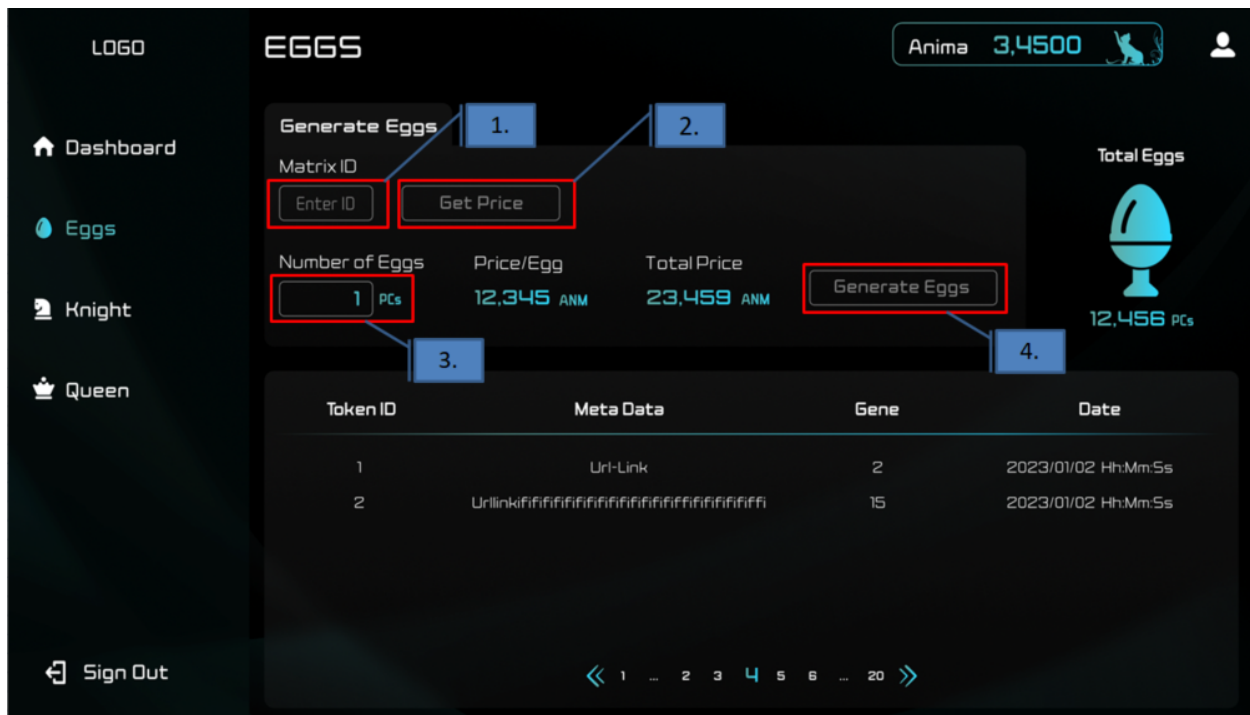 LOGO
EGGS
Anima 3,4500
Dashboard
Eggs
Knight
Queen
Sign Out
Generate Eggs
1.
2.
Matrix ID
Enter ID
Get Price
Number of Eggs
Price/Egg
Total Price
1 PCs
12,345 ANM
23,459 ANM
Generate Eggs
3.
4.
Total Eggs
12,456 PCs
Token ID Meta Data Gene Date
1 Url-Link 2 2023/01/02 Hh:Mm:Ss
2 Urllinkifififififififififififififififfififififififfi 15 2023/01/02 Hh:Mm:Ss
1 ... 2 3 4 5 6 ... 20